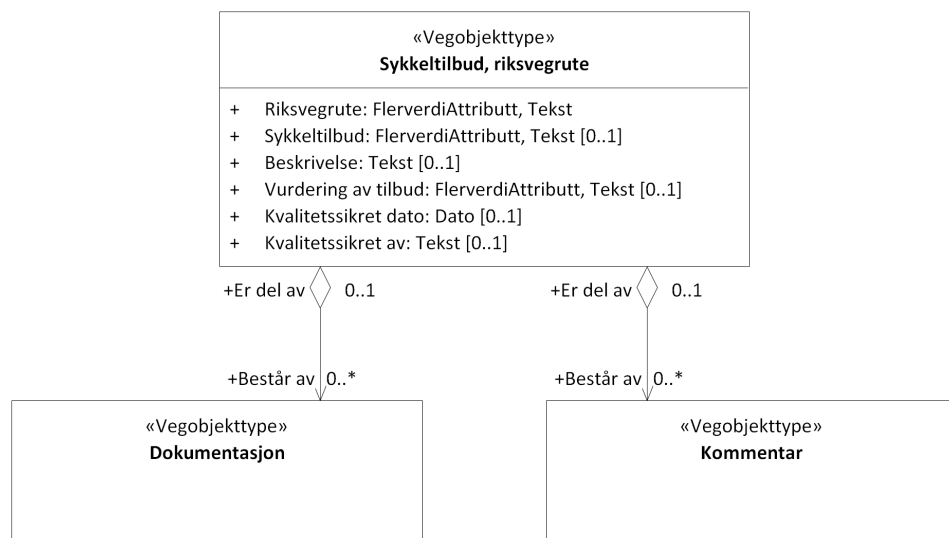 «Vegobjekttype»
Sykkeltilbud, riksvegrute
+ Riksvegrute: FlerverdiAttributt, Tekst
+ Sykkeltilbud: FlerverdiAttributt, Tekst [0..1]
+ Beskrivelse: Tekst [0..1]
+ Vurdering av tilbud: FlerverdiAttributt, Tekst [0..1]
+ Kvalitetssikret dato: Dato [0..1]
+ Kvalitetssikret av: Tekst [0..1]
+Er del av 0..1
+Er del av 0..1
+Består av 0..*
+Består av 0..*
«Vegobjekttype»
Dokumentasjon
«Vegobjekttype»
Kommentar